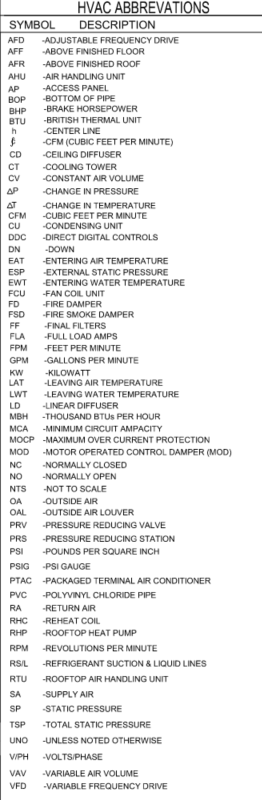 HVAC ABBREVATIONS
SYMBOL DESCRIPTION
AFD -ADJUSTABLE FREQUENCY DRIVE
AFF -ABOVE FINISHED FLOOR
AFR -ABOVE FINISHED ROOF
AHU -AIR HANDLING UNIT
AP -ACCESS PANEL
BOP -BOTTOM OF PIPE
BHP -BRAKE HORSEPOWER
BTU -BRITISH THERMAL UNIT
h -CENTER LINE
-CFM (CUBIC FEET PER MINUTE)
CD -CEILING DIFFUSER
CT -COOLING TOWER
CV -CONSTANT AIR VOLUME
ΔP -CHANGE IN PRESSURE
ΔT -CHANGE IN TEMPERATURE
CFM -CUBIC FEET PER MINUTE
CU -CONDENSING UNIT
DDC -DIRECT DIGITAL CONTROLS
DN -DOWN
EAT -ENTERING AIR TEMPERATURE
ESP -EXTERNAL STATIC PRESSURE
EWT -ENTERING WATER TEMPERATURE
FCU -FAN COIL UNIT
FD -FIRE DAMPER
FSD -FIRE SMOKE DAMPER
FF -FINAL FILTERS
FLA -FULL LOAD AMPS
FPM -FEET PER MINUTE
GPM -GALLONS PER MINUTE
KW -KILOWATT
LAT -LEAVING AIR TEMPERATURE
LWT -LEAVING WATER TEMPERATURE
LD -LINEAR DIFFUSER
MBH -THOUSAND BTUs PER HOUR
MCA -MINIMUM CIRCUIT AMPACITY
MOCP -MAXIMUM OVER CURRENT PROTECTION
MOD -MOTOR OPERATED CONTROL DAMPER (MOD)
NC -NORMALLY CLOSED
NO -NORMALLY OPEN
NTS -NOT TO SCALE
OA -OUTSIDE AIR
OAL -OUTSIDE AIR LOUVER
PRV -PRESSURE REDUCING VALVE
PRS -PRESSURE REDUCING STATION
PSI -POUNDS PER SQUARE INCH
PSIG -PSI GAUGE
PTAC -PACKAGED TERMINAL AIR CONDITIONER
PVC -POLYVINYL CHLORIDE PIPE
RA -RETURN AIR
RHC -REHEAT COIL
RHP -ROOFTOP HEAT PUMP
RPM -REVOLUTIONS PER MINUTE
RS/L -REFRIGERANT SUCTION & LIQUID LINES
RTU -ROOFTOP AIR HANDLING UNIT
SA -SUPPLY AIR
SP -STATIC PRESSURE
TSP -TOTAL STATIC PRESSURE
UNO -UNLESS NOTED OTHERWISE
V/PH -VOLTS/PHASE
VAV -VARIABLE AIR VOLUME
VFD -VARIABLE FREQUENCY DRIVE